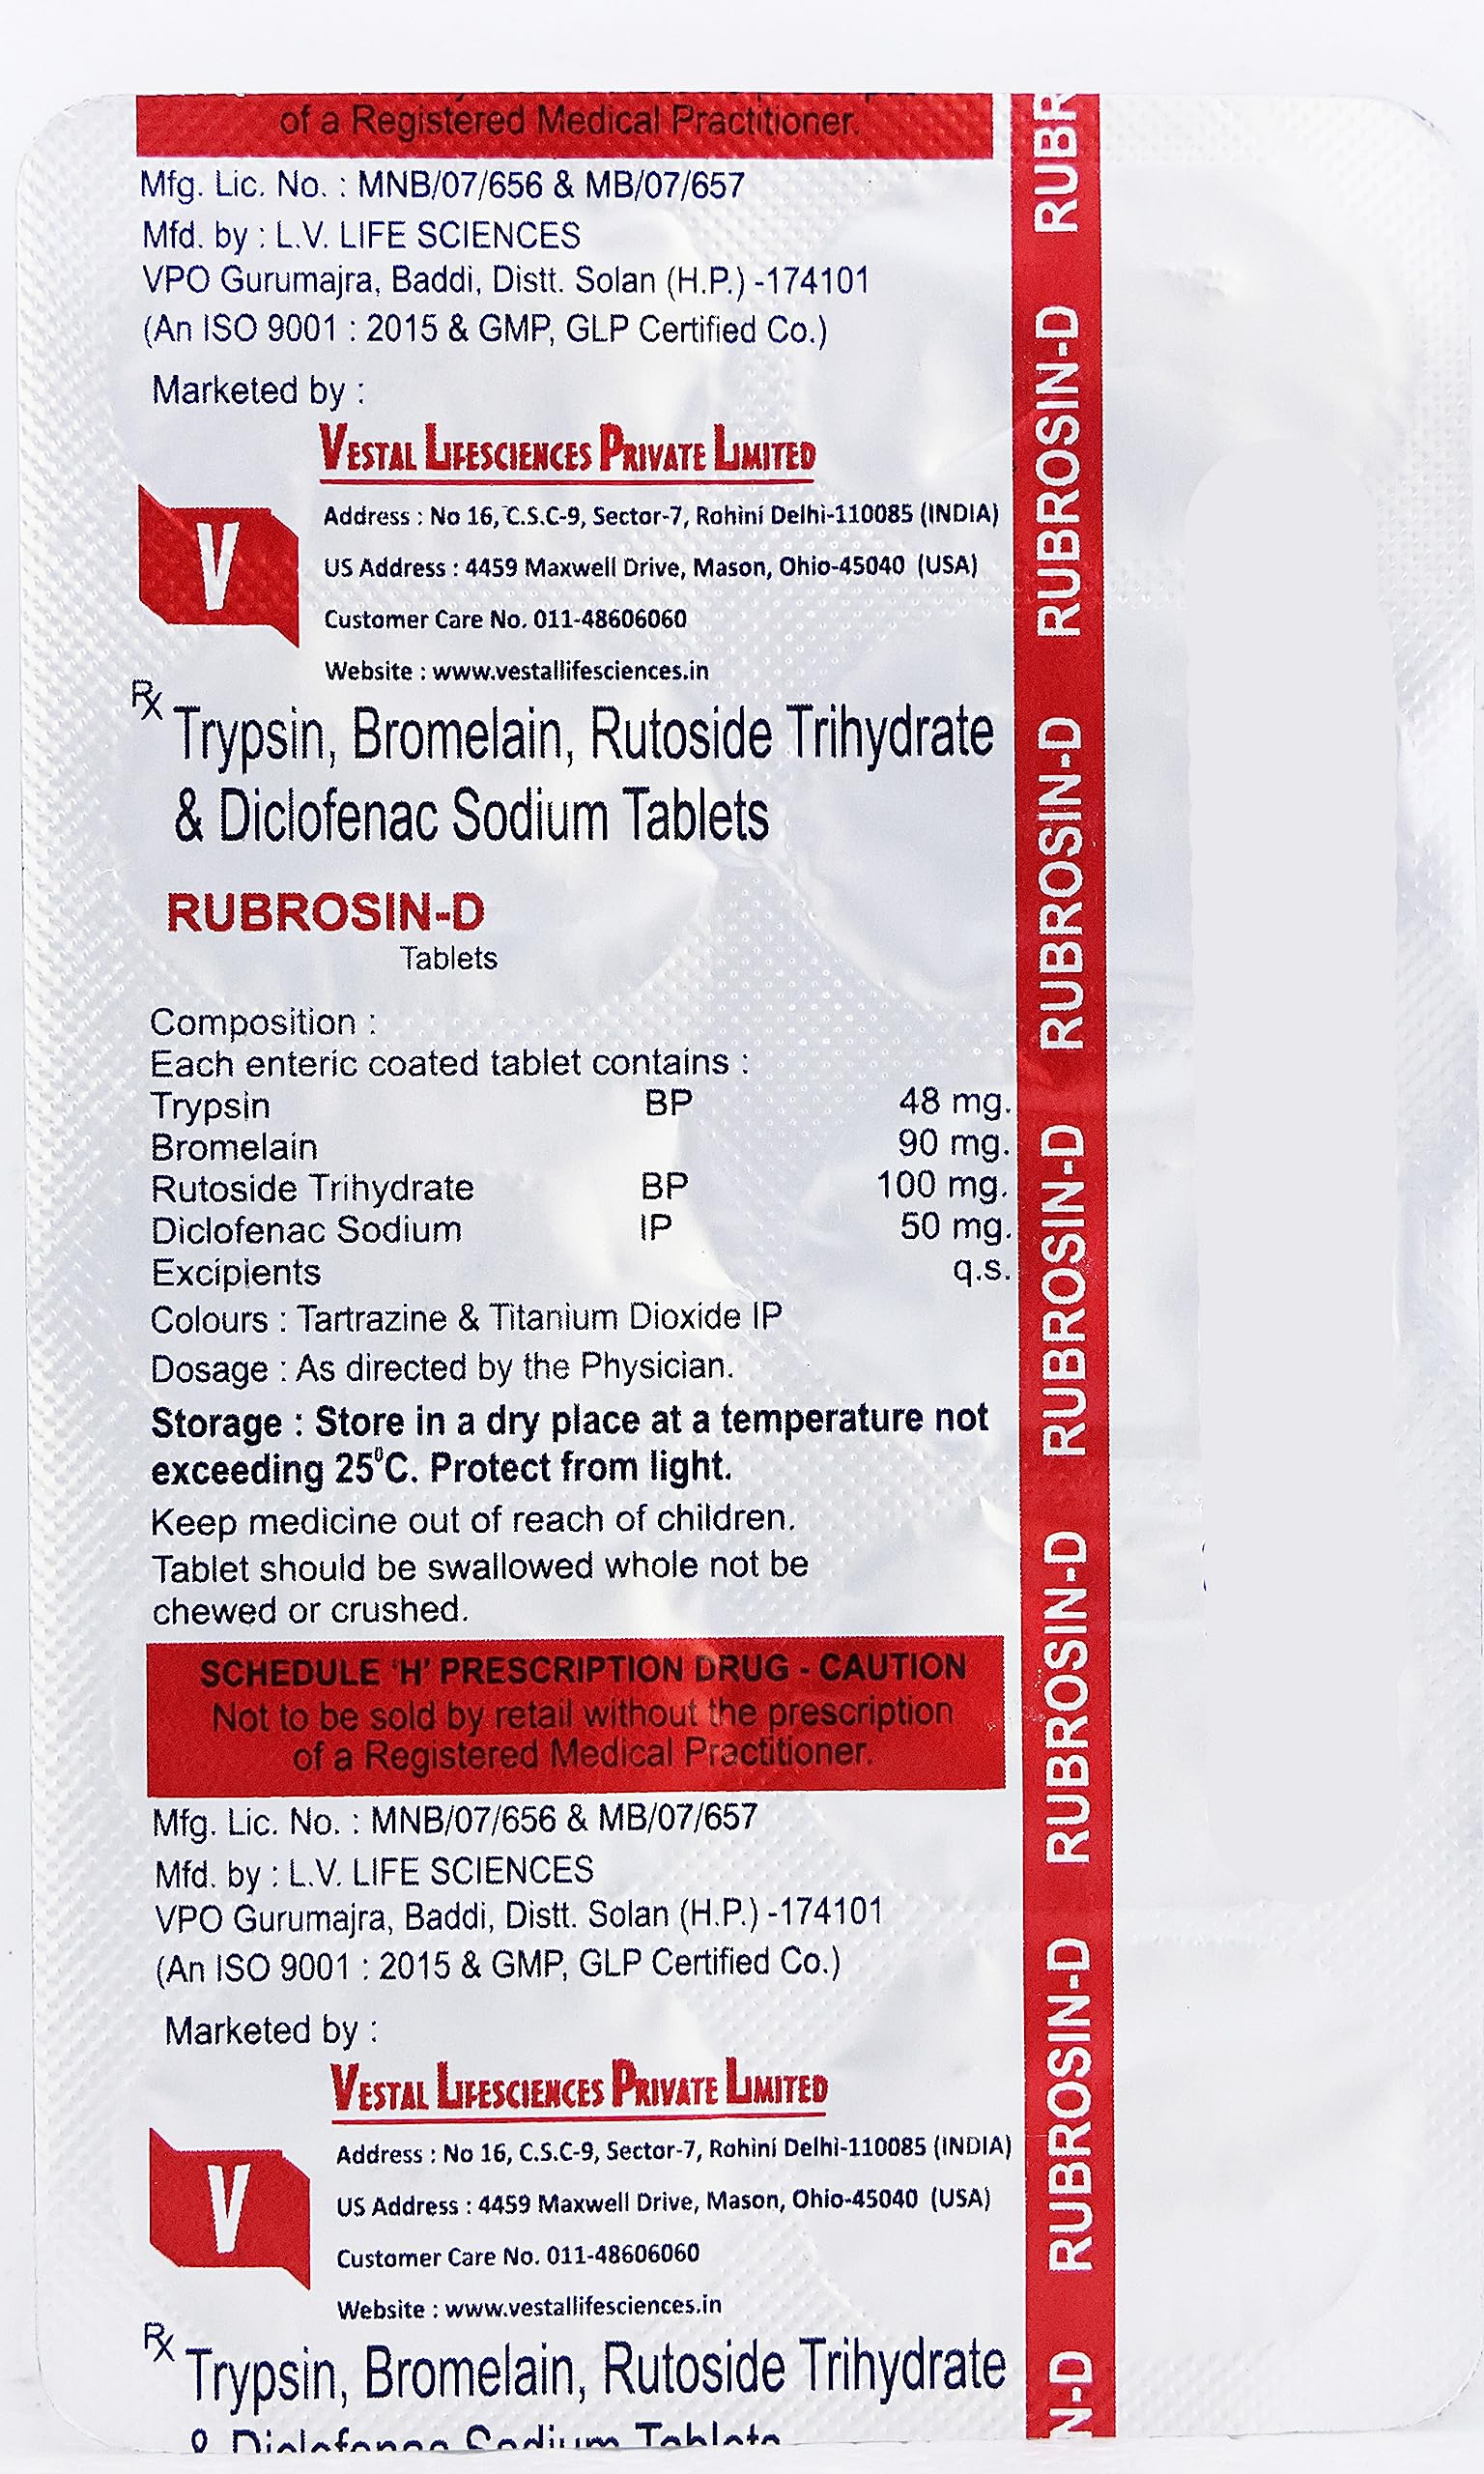 of a Registered Medical Practitioner.
Mfg. Lic. No. : MNB/07/656 & MB/07/657
Mfd. by : L.V. LIFE SCIENCES
VPO Gurumajra, Baddi, Distt. Solan (H.P.) -174101
(An ISO 9001 : 2015 & GMP, GLP Certified Co.)
Marketed by :
VESTAL LIFESCIENCES PRIVATE LIMITED
V
Address : No 16, C.S.C-9, Sector-7, Rohini Delhi-110085 (INDIA)
US Address : 4459 Maxwell Drive, Mason, Ohio-45040 (USA)
Customer Care No. 011-48606060
Website : www.vestallifesciences.in
Rx Trypsin, Bromelain, Rutoside Trihydrate
& Diclofenac Sodium Tablets
RUBROSIN-D
Tablets
Composition :
Each enteric coated tablet contains :
Trypsin BP 48 mg.
Bromelain 90 mg.
Rutoside Trihydrate BP 100 mg.
Diclofenac Sodium IP 50 mg.
Excipients q.s.
Colours : Tartrazine & Titanium Dioxide IP
Dosage : As directed by the Physician.
Storage : Store in a dry place at a temperature not
exceeding 25⁰C. Protect from light.
Keep medicine out of reach of children.
Tablet should be swallowed whole not be
chewed or crushed.
SCHEDULE 'H' PRESCRIPTION DRUG - CAUTION
Not to be sold by retail without the prescription
of a Registered Medical Practitioner.
Mfg. Lic. No. : MNB/07/656 & MB/07/657
Mfd. by : L.V. LIFE SCIENCES
VPO Gurumajra, Baddi, Distt. Solan (H.P.) -174101
(An ISO 9001 : 2015 & GMP, GLP Certified Co.)
Marketed by :
VESTAL LIFESCIENCES PRIVATE LIMITED
V
Address : No 16, C.S.C-9, Sector-7, Rohini Delhi-110085 (INDIA)
US Address : 4459 Maxwell Drive, Mason, Ohio-45040 (USA)
Customer Care No. 011-48606060
Website : www.vestallifesciences.in
Rx Trypsin, Bromelain, Rutoside Trihydrate
& Diclofenac Sodium Tablets
N-D RUBROSIN-D RUBROSIN-D RUBROSIN-D RUBROSIN-D RUBROSIN-D RUBR